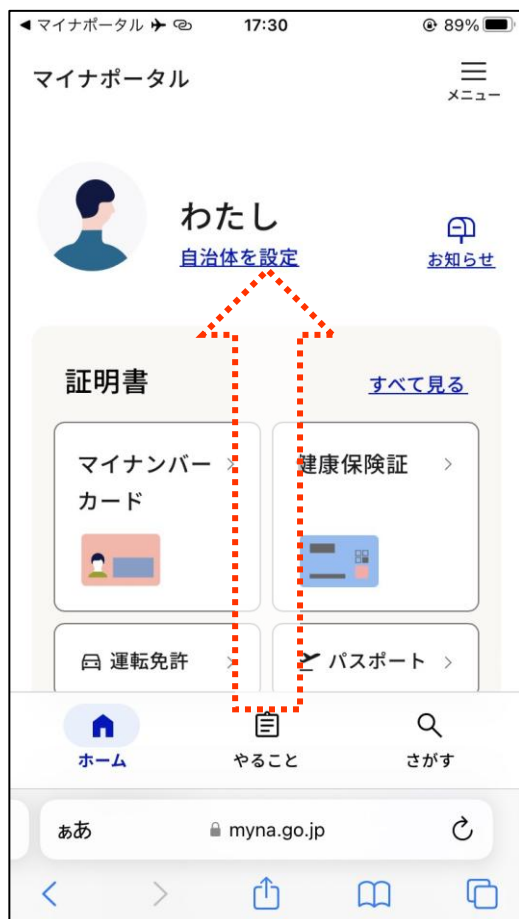 ◀ マイナポータル 17:30 89%
マイナポータル
メニュー
わたし
自治体を設定
お知らせ
証明書
すべて見る
マイナンバー
カード
健康保険証
運転免許
パスポート
ホーム
やること
さがす
ぁあ myna.go.jp